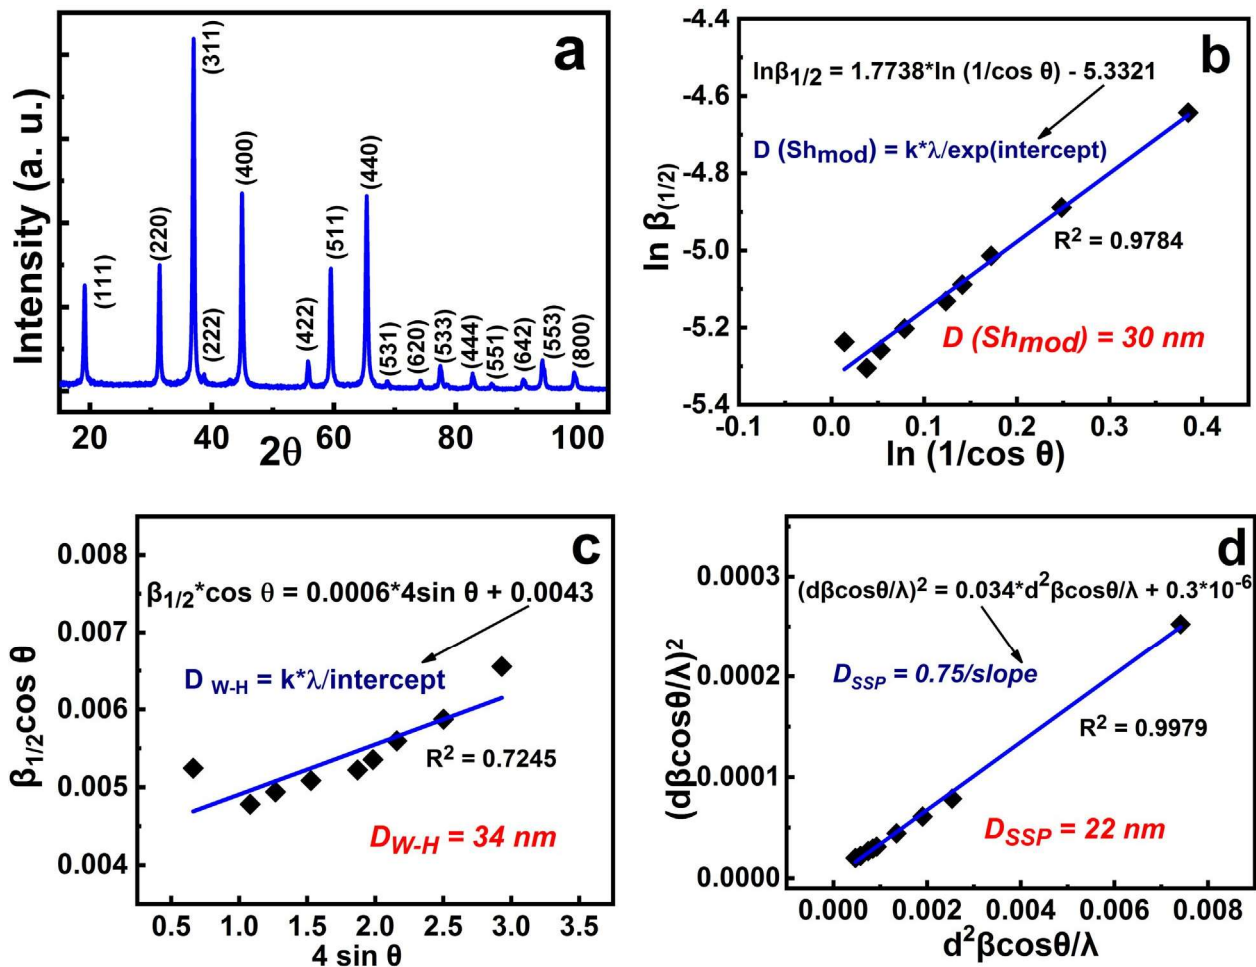 a
Intensity (a. u.)
(111)
(220)
(311)
(222)
(400)
(422)
(511)
(440)
(531)
(620)
(533)
(444)
(551)
(642)
(553)
(800)
20 40 60 80 100
2θ
b
lnβ1/2 = 1.7738*ln (1/cos θ) - 5.3321
D (Shmod) = k*λ/exp(intercept)
R² = 0.9784
D (Shmod) = 30 nm
ln β(1/2)
-4.4
-4.6
-4.8
-5.0
-5.2
-5.4
-0.1 0.0 0.1 0.2 0.3 0.4
ln (1/cos θ)
c
β1/2*cos θ = 0.0006*4sin θ + 0.0043
D W-H = k*λ/intercept
R² = 0.7245
DW-H = 34 nm
β1/2cos θ
0.008
0.007
0.006
0.005
0.004
0.5 1.0 1.5 2.0 2.5 3.0 3.5
4 sin θ
d
(dβcosθ/λ)² = 0.034*d²βcosθ/λ + 0.3*10⁻⁶
DSSP = 0.75/slope
R² = 0.9979
DSSP = 22 nm
(dβcosθ/λ)²
0.0003
0.0002
0.0001
0.0000
0.000 0.002 0.004 0.006 0.008
d²βcosθ/λ